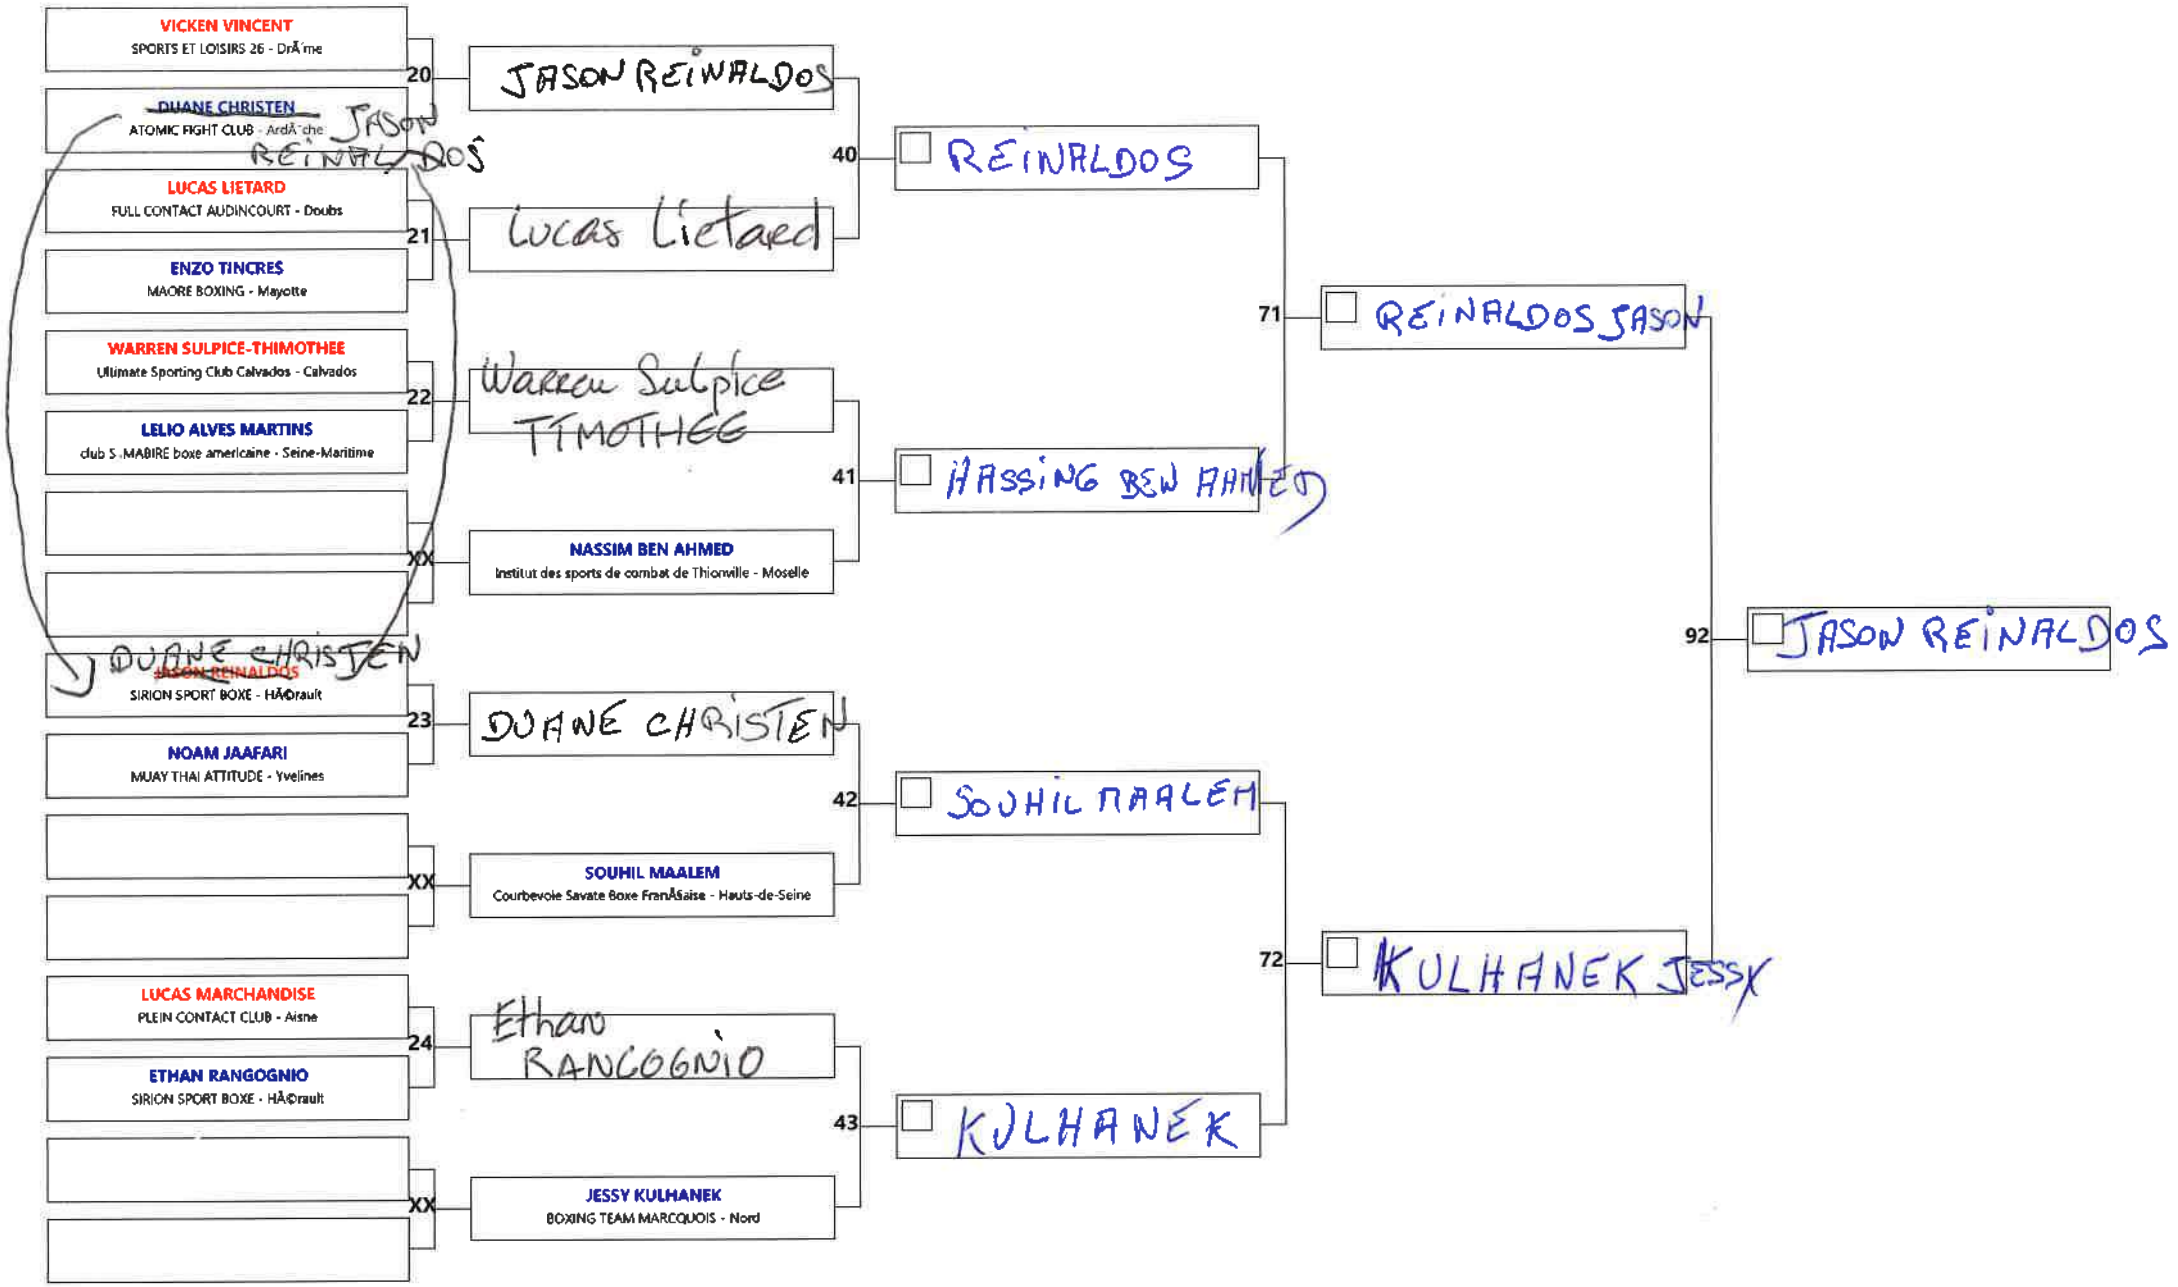 VICKEN VINCENT
SPORTS ET LOISIRS 26 - DrÃ´me
20
JASON REINALDOS
DUANE CHRISTEN
ATOMIC FIGHT CLUB - ArdÃ¨che
JASON
REINALDOS
40
REINALDOS
LUCAS LIETARD
FULL CONTACT AUDINCOURT - Doubs
21
Lucas Lietard
ENZO TINCRES
MAORE BOXING - Mayotte
71
REINALDOS JASON
WARREN SULPICE-THIMOTHEE
Ultimate Sporting Club Calvados - Calvados
22
Warren Sulpice
TIMOTHEE
LELIO ALVES MARTINS
club S .MABIRE boxe americaine - Seine-Maritime
41
HASSING BEN AHMED
XX
NASSIM BEN AHMED
Institut des sports de combat de Thionville - Moselle
92
JASON REINALDOS
DUANE CHRISTEN
JASON REINALDOS
SIRION SPORT BOXE - HÃ©rault
23
DUANE CHRISTEN
NOAM JAAFARI
MUAY THAI ATTITUDE - Yvelines
42
SOUHIL MAALEM
XX
SOUHIL MAALEM
Courbevoie Savate Boxe FranÃ§aise - Hauts-de-Seine
72
KULHANEK JESSY
LUCAS MARCHANDISE
PLEIN CONTACT CLUB - Aisne
24
Ethan
RANCOGNIO
ETHAN RANGOGNIO
SIRION SPORT BOXE - HÃ©rault
43
KULHANEK
XX
JESSY KULHANEK
BOXING TEAM MARCQUOIS - Nord